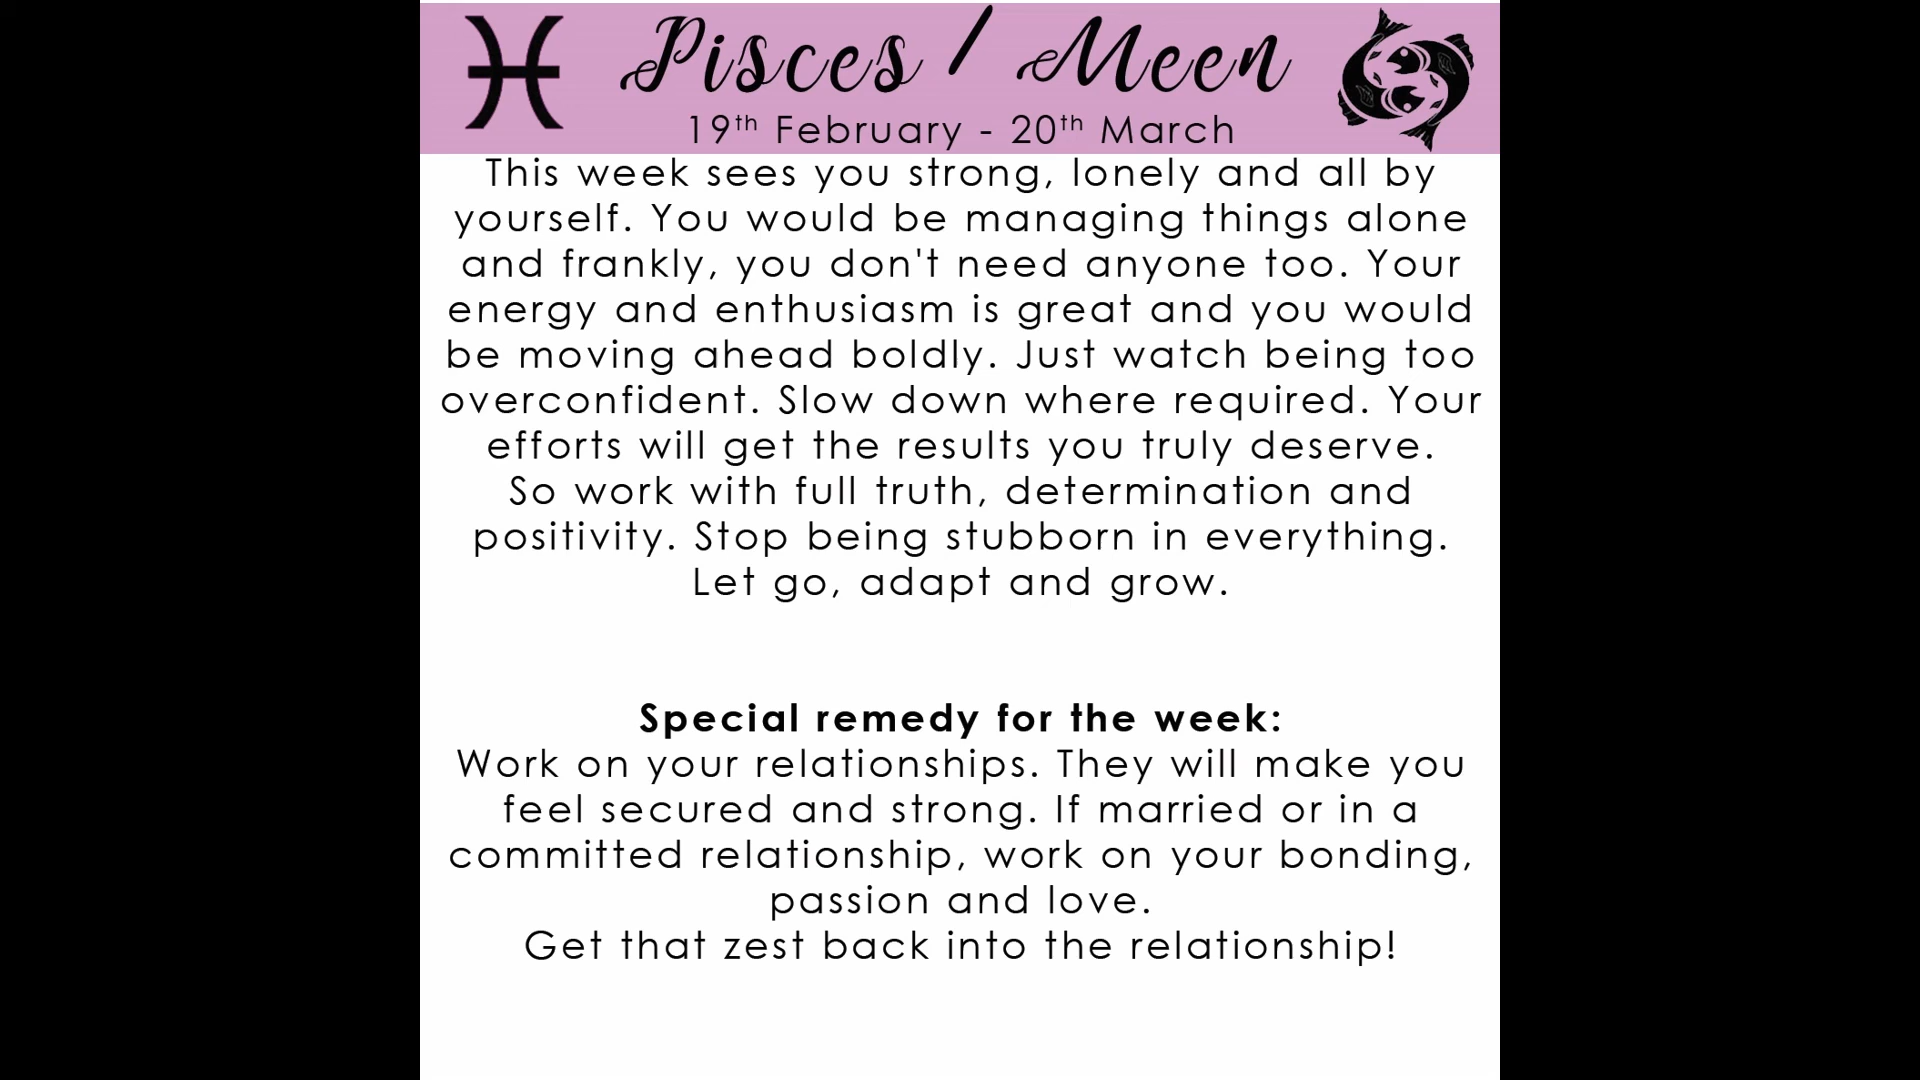 Pisces / Meen
19th February - 20th March
This week sees you strong, lonely and all by
yourself. You would be managing things alone
and frankly, you don't need anyone too. Your
energy and enthusiasm is great and you would
be moving ahead boldly. Just watch being too
overconfident. Slow down where required. Your
efforts will get the results you truly deserve.
So work with full truth, determination and
positivity. Stop being stubborn in everything.
Let go, adapt and grow.
Special remedy for the week:
Work on your relationships. They will make you
feel secured and strong. If married or in a
committed relationship, work on your bonding,
passion and love.
Get that zest back into the relationship!